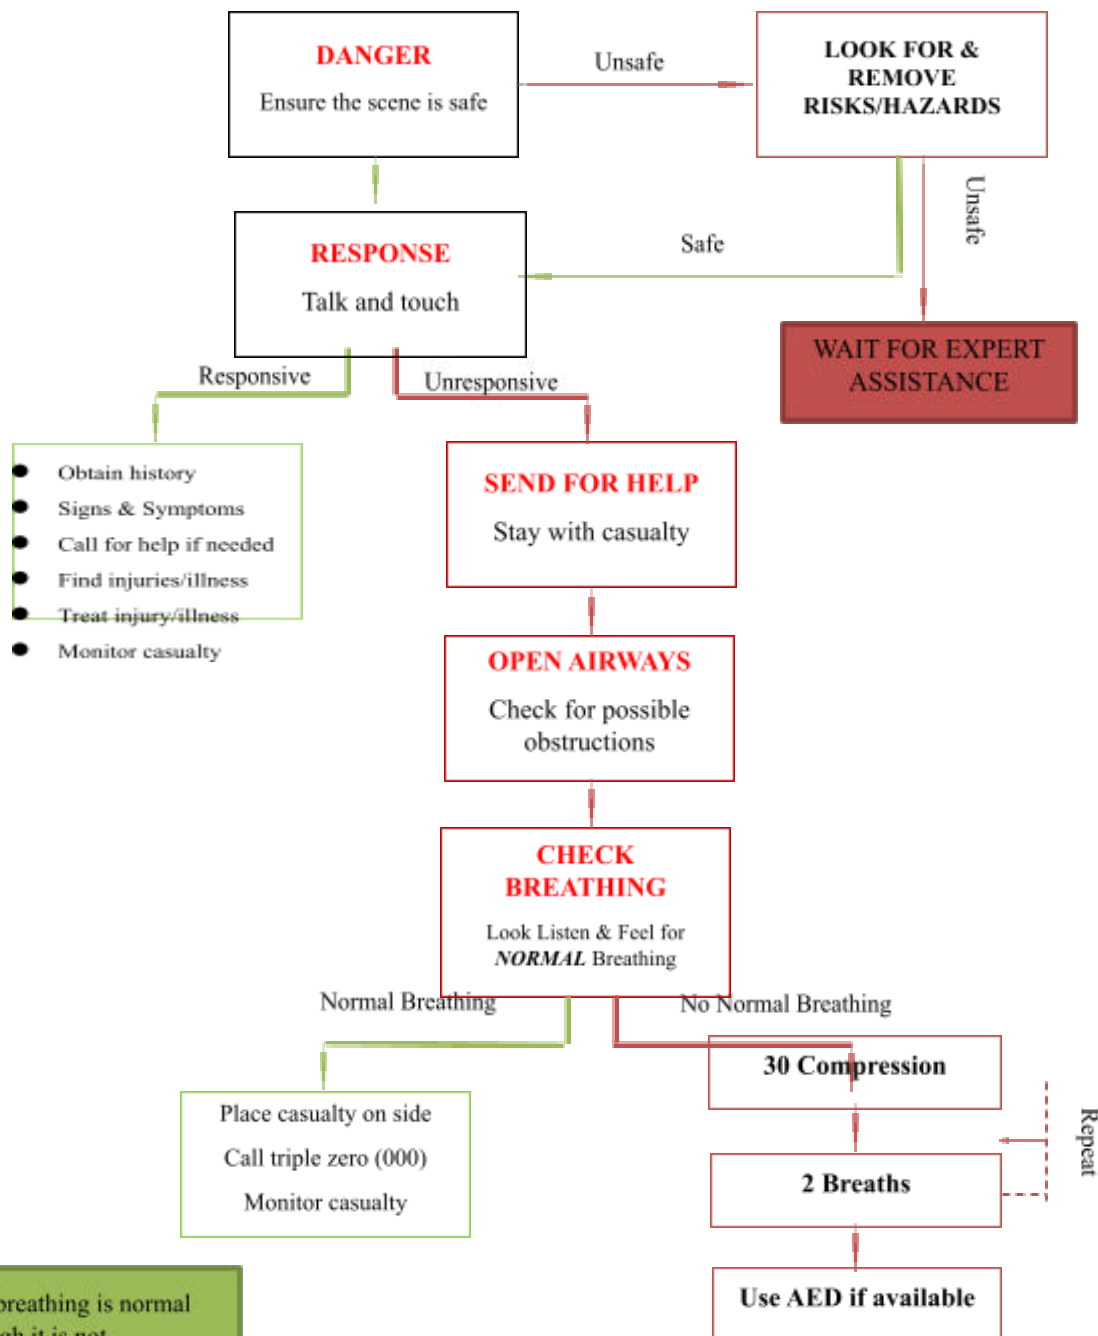 DANGER
Ensure the scene is safe
Unsafe
LOOK FOR &
REMOVE
RISKS/HAZARDS
Unsafe
Safe
RESPONSE
Talk and touch
WAIT FOR EXPERT
ASSISTANCE
Responsive
Unresponsive
● Obtain history
● Signs & Symptoms
● Call for help if needed
● Find injuries/illness
● Treat injury/illness
● Monitor casualty
SEND FOR HELP
Stay with casualty
OPEN AIRWAYS
Check for possible
obstructions
CHECK
BREATHING
Look Listen & Feel for
NORMAL Breathing
Normal Breathing
No Normal Breathing
Place casualty on side
Call triple zero (000)
Monitor casualty
30 Compression
2 Breaths
Repeat
Use AED if available
breathing is normal
it is not